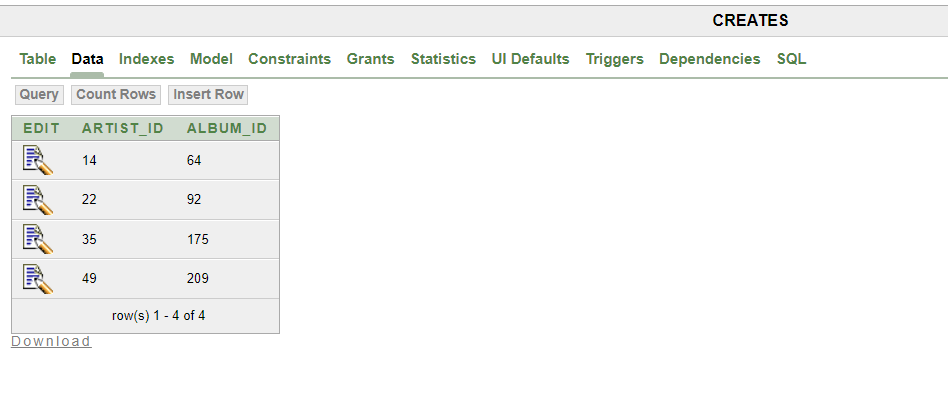 CREATES
Table Data Indexes Model Constraints Grants Statistics UI Defaults Triggers Dependencies SQL
Query Count Rows Insert Row
EDIT ARTIST_ID ALBUM_ID
14 64
22 92
35 175
49 209
row(s) 1 - 4 of 4
Download